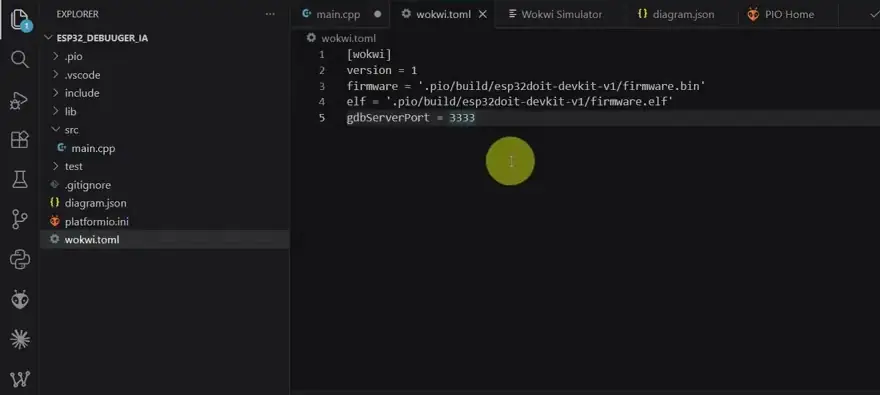 EXPLORER
main.cpp
wokwi.toml
Wokwi Simulator
diagram.json
PIO Home
1
ESP32_DEBUUGER_IA
.pio
.vscode
include
lib
src
main.cpp
test
.gitignore
diagram.json
platformio.ini
wokwi.toml
wokwi.toml
1 [wokwi]
2 version = 1
3 firmware = '.pio/build/esp32doit-devkit-v1/firmware.bin'
4 elf = '.pio/build/esp32doit-devkit-v1/firmware.elf'
5 gdbServerPort = 3333